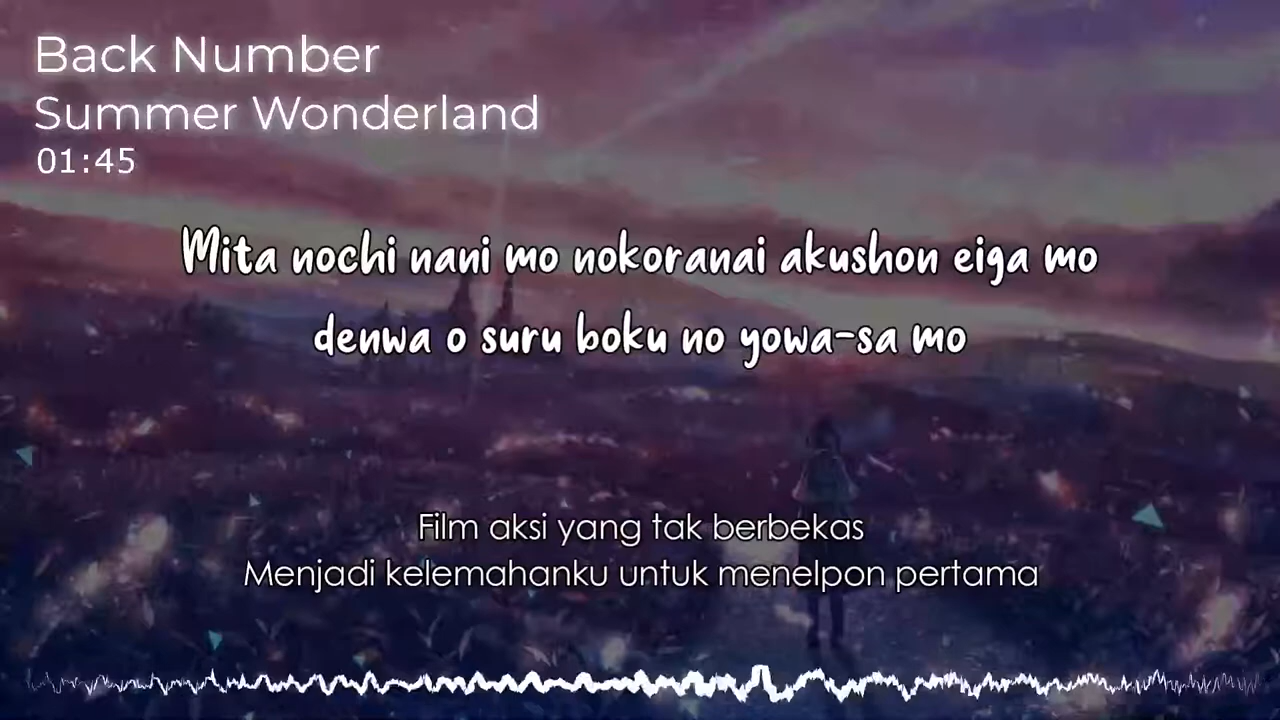 Back Number
Summer Wonderland
01:45
Mita nochi nani mo nokoranai akushon eiga mo
denwa o suru boku no yowa-sa mo
Film aksi yang tak berbekas
Menjadi kelemahanku untuk menelpon pertama